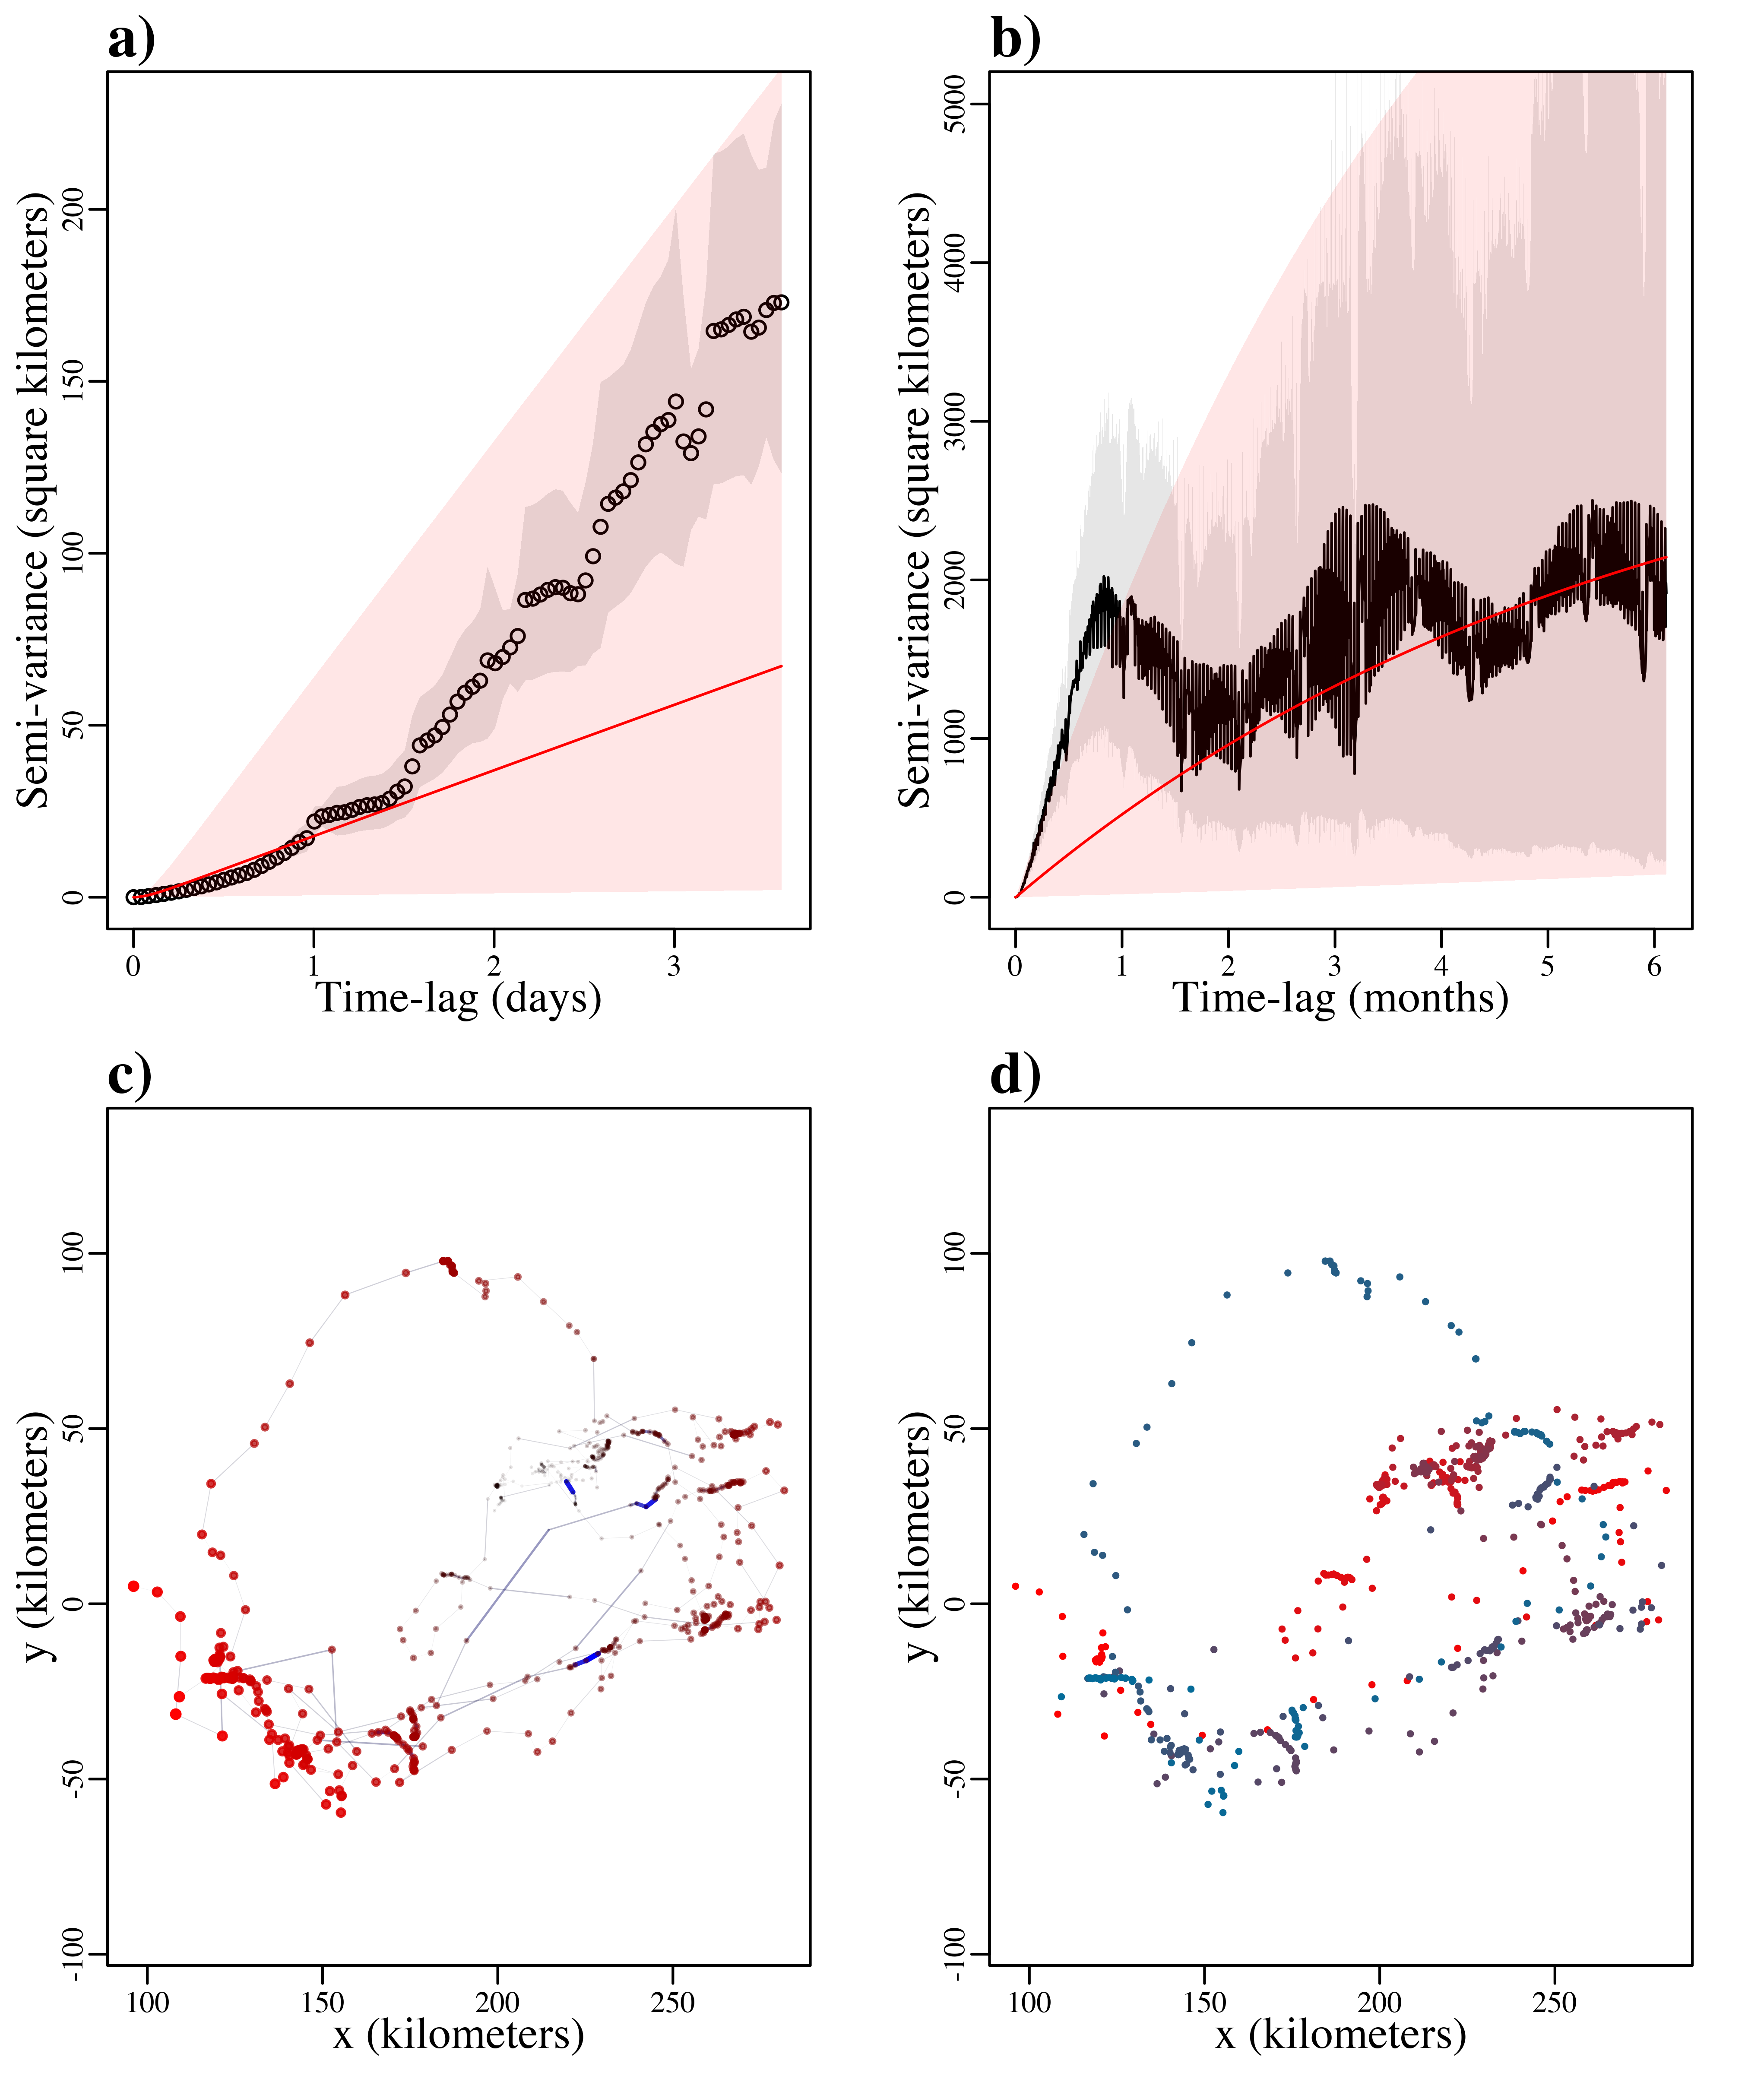 a)
Semi-variance (square kilometers)
200
150
100
50
0
0 1 2 3
Time-lag (days)
b)
Semi-variance (square kilometers)
5000
4000
3000
2000
1000
0
0 1 2 3 4 5 6
Time-lag (months)
c)
y (kilometers)
100
50
0
-50
-100
100 150 200 250
x (kilometers)
d)
y (kilometers)
100
50
0
-50
-100
100 150 200 250
x (kilometers)